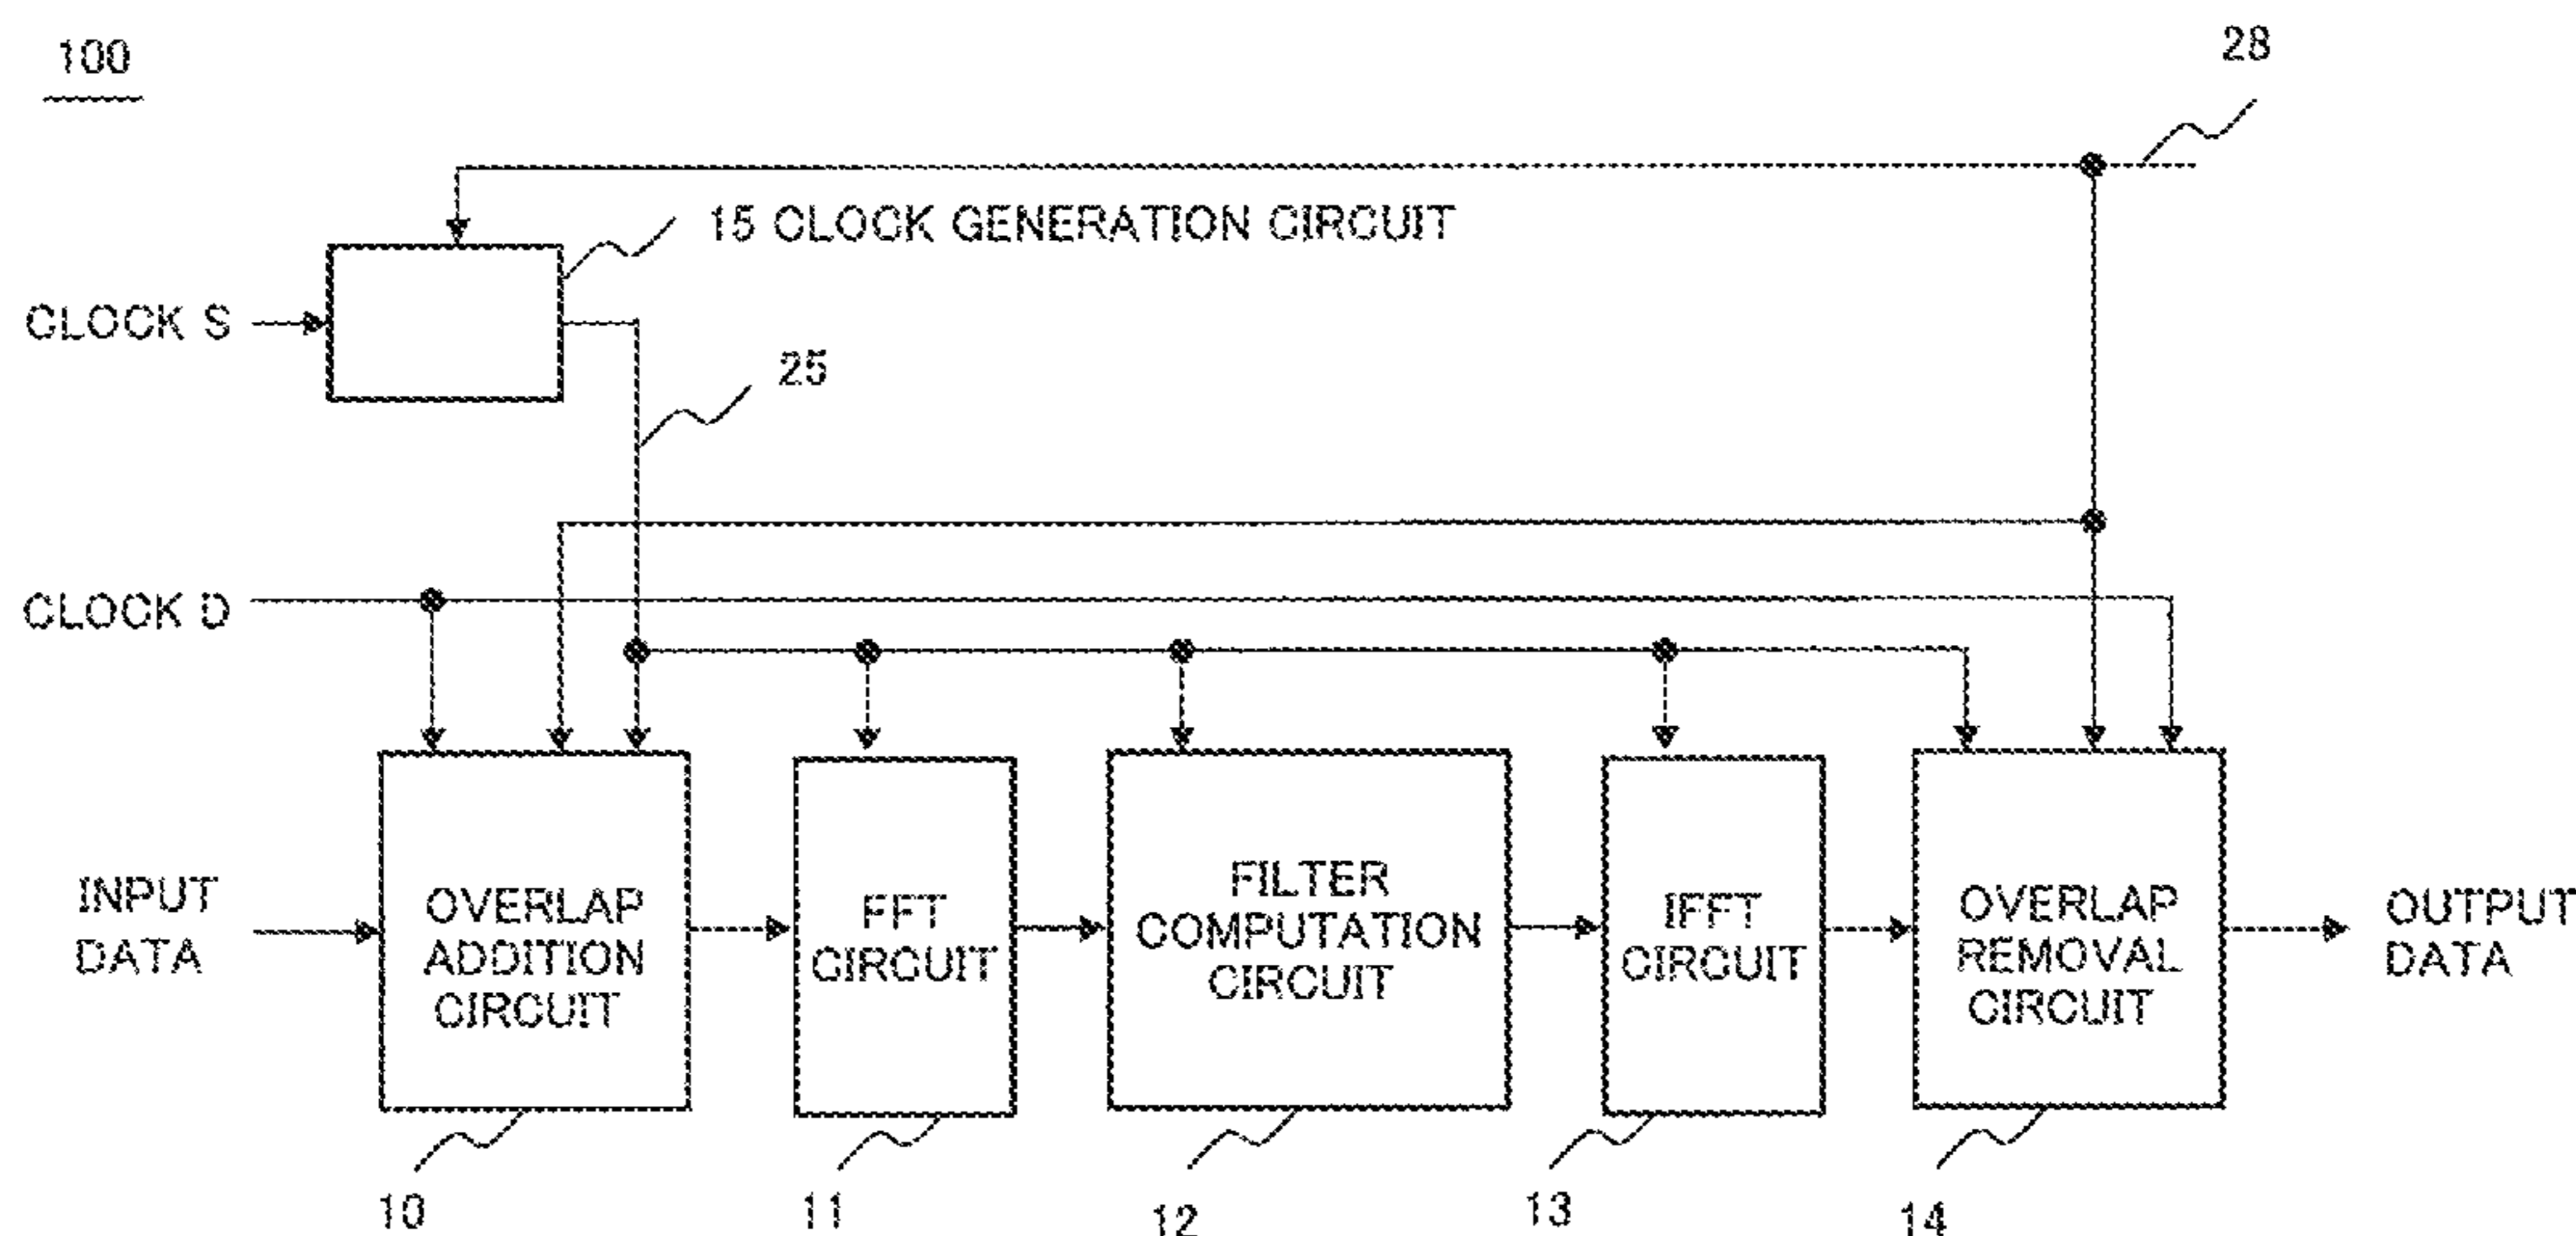 100
28
15 CLOCK GENERATION CIRCUIT
CLOCK S
25
CLOCK D
INPUT
DATA
OVERLAP
ADDITION
CIRCUIT
FFT
CIRCUIT
FILTER
COMPUTATION
CIRCUIT
IFFT
CIRCUIT
OVERLAP
REMOVAL
CIRCUIT
OUTPUT
DATA
10
11
12
13
14